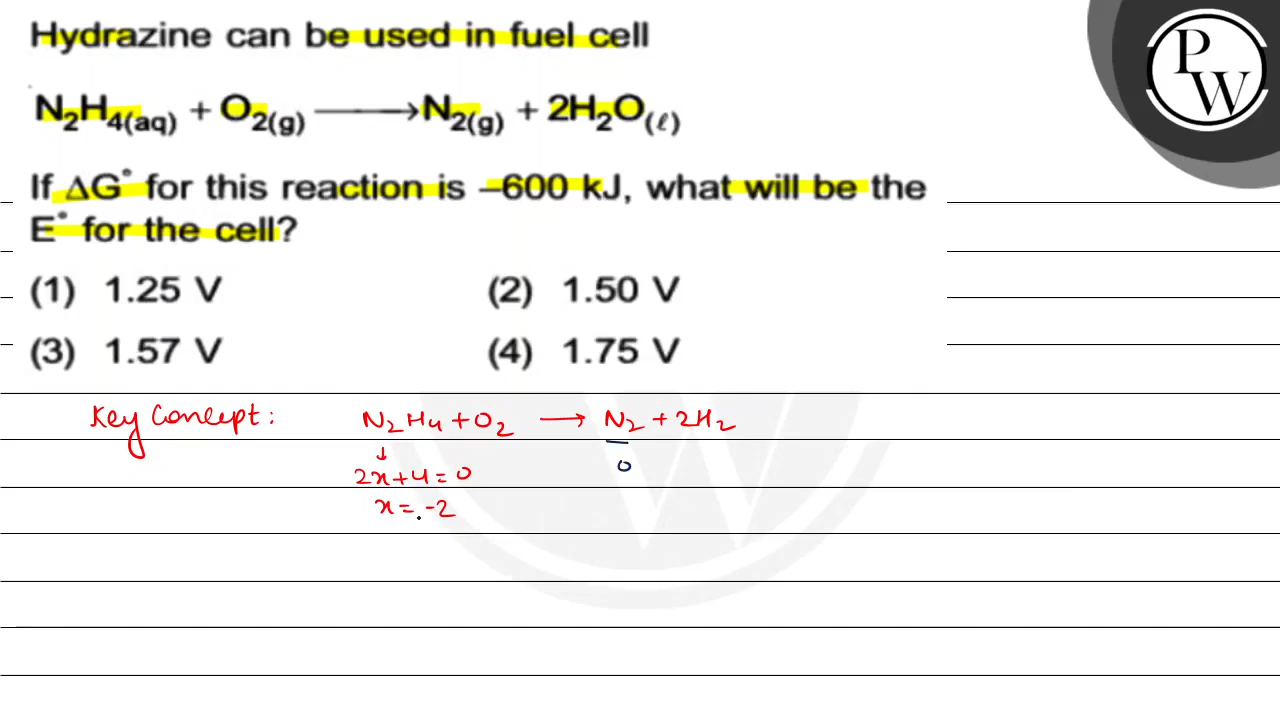 Hydrazine can be used in fuel cell
P
W
N₂H₄(aq) + O₂(g) ⟶ N₂(g) + 2H₂O(ℓ)
If ΔG° for this reaction is –600 kJ, what will be the
E° for the cell?
(1) 1.25 V (2) 1.50 V
(3) 1.57 V (4) 1.75 V
Key Concept: N₂H₄ + O₂ ⟶ N₂ + 2H₂
↓ 0
2x+4=0
x=-2